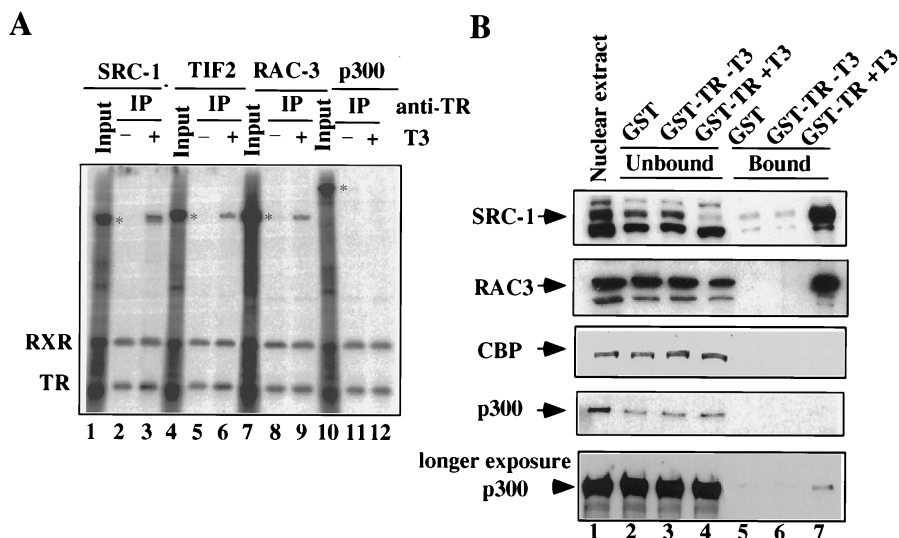 A
SRC-1 TIF2 RAC-3 p300
Input IP Input IP Input IP Input IP anti-TR
− + − + − + − + T3
* * * *
RXR
TR
1 2 3 4 5 6 7 8 9 10 11 12
B
Nuclear extract GST GST-TR -T3 GST-TR +T3 GST GST-TR -T3 GST-TR +T3
Unbound Bound
SRC-1
RAC3
CBP
p300
longer exposure
p300
1 2 3 4 5 6 7